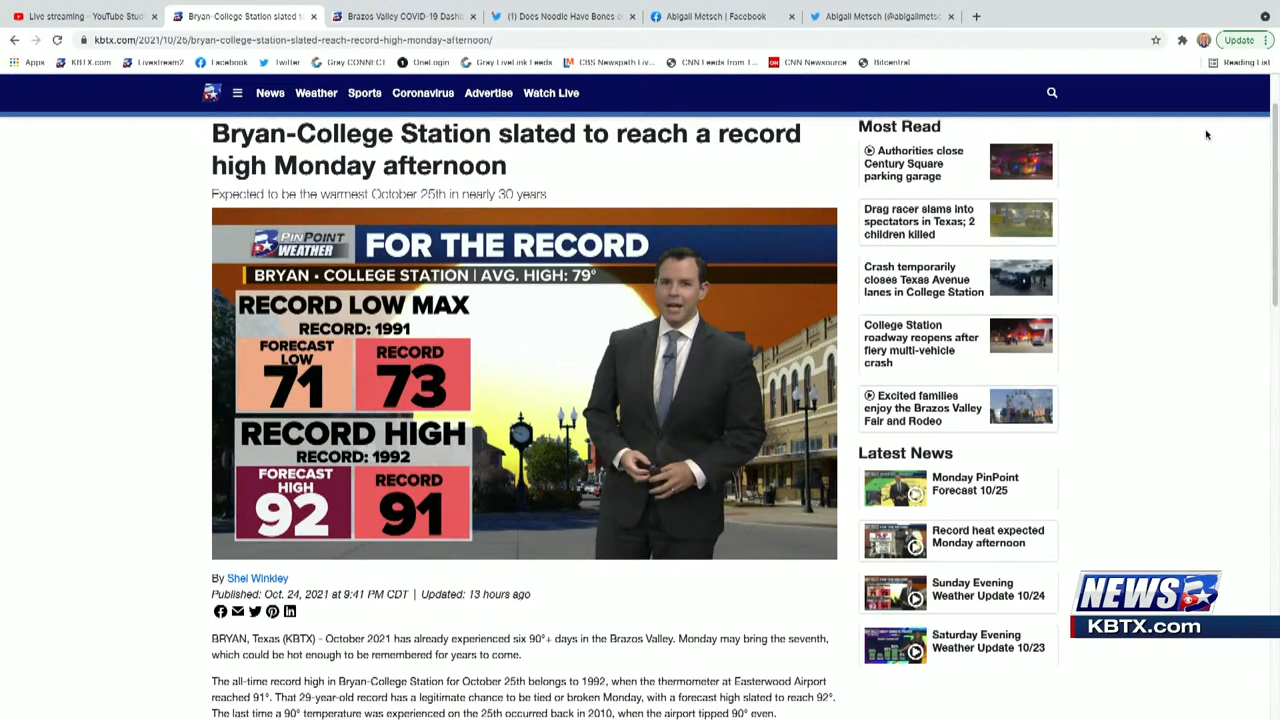 Live streaming - YouTube Stud
Bryan-College Station slated to
Brazos Valley COVID-19 Dashb
(1) Does Noodle Have Bones o
Abigail Metsch | Facebook
Abigail Metsch (@abigailmetsc
kbtx.com/2021/10/25/bryan-college-station-slated-reach-record-high-monday-afternoon/
Update
Apps
KBTX.com
Livestream2
Facebook
Twitter
Gray CONNECT
OneLogin
Gray LiveLink Feeds
CBS Newspath Liv...
CNN Leeds from T...
CNN Newsource
Bitcentral
Reading List
News
Weather
Sports
Coronavirus
Advertise
Watch Live
Bryan-College Station slated to reach a record
high Monday afternoon
Expected to be the warmest October 25th in nearly 30 years
PINPOINT
WEATHER
FOR THE RECORD
BRYAN • COLLEGE STATION | AVG. HIGH: 79°
RECORD LOW MAX
RECORD: 1991
FORECAST
LOW
71
RECORD
73
RECORD HIGH
RECORD: 1992
FORECAST
HIGH
92
RECORD
91
By Shel Winkley
Published: Oct. 24, 2021 at 9:41 PM CDT | Updated: 13 hours ago
BRYAN, Texas (KBTX) - October 2021 has already experienced six 90°+ days in the Brazos Valley. Monday may bring the seventh,
which could be hot enough to be remembered for years to come.
The all-time record high in Bryan-College Station for October 25th belongs to 1992, when the thermometer at Easterwood Airport
reached 91°. That 29-year-old record has a legitimate chance to be tied or broken Monday, with a forecast high slated to reach 92°.
The last time a 90° temperature was experienced on the 25th occurred back in 2010, when the airport tipped 90° even.
Most Read
Authorities close
Century Square
parking garage
Drag racer slams into
spectators in Texas; 2
children killed
Crash temporarily
closes Texas Avenue
lanes in College Station
College Station
roadway reopens after
fiery multi-vehicle
crash
Excited families
enjoy the Brazos Valley
Fair and Rodeo
Latest News
Monday PinPoint
Forecast 10/25
Record heat expected
Monday afternoon
Sunday Evening
Weather Update 10/24
Saturday Evening
Weather Update 10/23
NEWS 3
KBTX.com